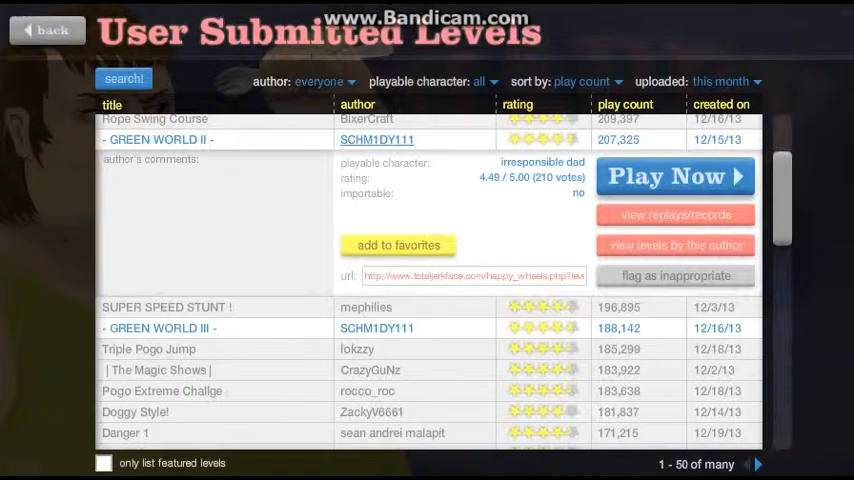 www.Bandicam.com
back
User Submitted Levels
search!
author: everyone playable character: all sort by: play count uploaded: this month
title author rating play count created on
Rope Swing Course BixerCraft 209,397 12/16/13
- GREEN WORLD II - SCHM1DY111 207,325 12/15/13
author's comments:
playable character: irresponsible dad
rating: 4.49 / 5.00 (210 votes)
importable: no
Play Now
view replays/records
add to favorites
view levels by this author
url: http://www.totaljerkface.com/happy_wheels.php?leve
flag as inappropriate
SUPER SPEED STUNT ! mephilies 196,895 12/3/13
- GREEN WORLD III - SCHM1DY111 188,142 12/16/13
Triple Pogo Jump lokzzy 185,299 12/18/13
| The Magic Shows | CrazyGuNz 183,922 12/2/13
Pogo Extreme Challge rocco_roc 183,638 12/18/13
Doggy Style! ZackyV6661 181,837 12/14/13
Danger 1 sean andrei malapit 171,215 12/19/13
only list featured levels
1 - 50 of many